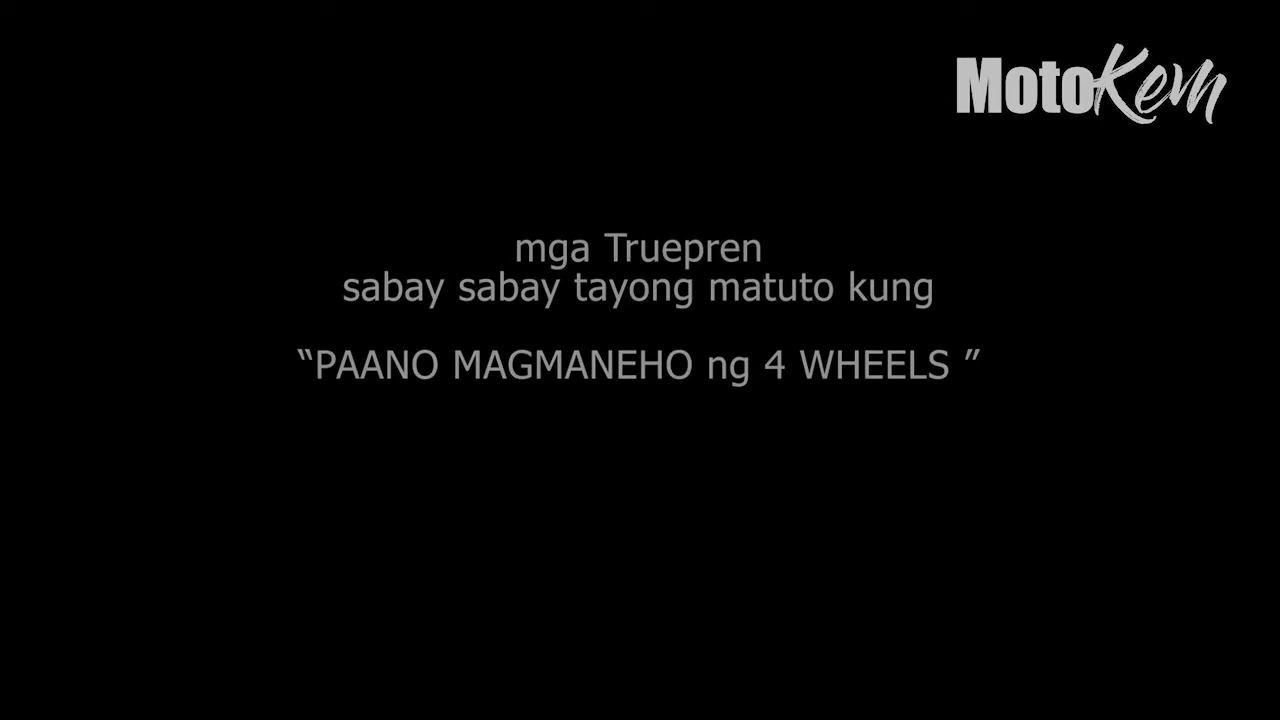 MotoKem
mga Truepren
sabay sabay tayong matuto kung
“PAANO MAGMANEHO ng 4 WHEELS ”